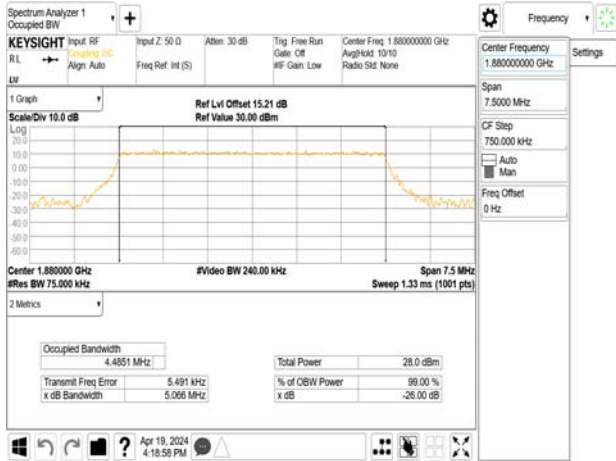 Spectrum Analyzer 1
Occupied BW
+
Frequency
KEYSIGHT
RL
Input: RF
Coupling: DC
Align: Auto
Input Z: 50 Ω
Freq Ref: Int (S)
Atten: 30 dB
Trig: Free Run
Gate: Off
#IF Gain: Low
Center Freq: 1.880000000 GHz
Avg|Hold: 10/10
Radio Std: None
LXI
Center Frequency
1.880000000 GHz
Settings
Span
7.5000 MHz
CF Step
750.000 kHz
Auto
Man
Freq Offset
0 Hz
1 Graph
Scale/Div 10.0 dB
Ref Lvl Offset 15.21 dB
Ref Value 30.00 dBm
Log
20.0
10.0
0.00
-10.0
-20.0
-30.0
-40.0
-50.0
-60.0
Center 1.880000 GHz
#Res BW 75.000 kHz
#Video BW 240.00 kHz
Span 7.5 MHz
Sweep 1.33 ms (1001 pts)
2 Metrics
Occupied Bandwidth
4.4851 MHz
Total Power 28.0 dBm
Transmit Freq Error 5.491 kHz
% of OBW Power 99.00 %
x dB Bandwidth 5.066 MHz
x dB -26.00 dB
?
Apr 19, 2024
4:18:58 PM